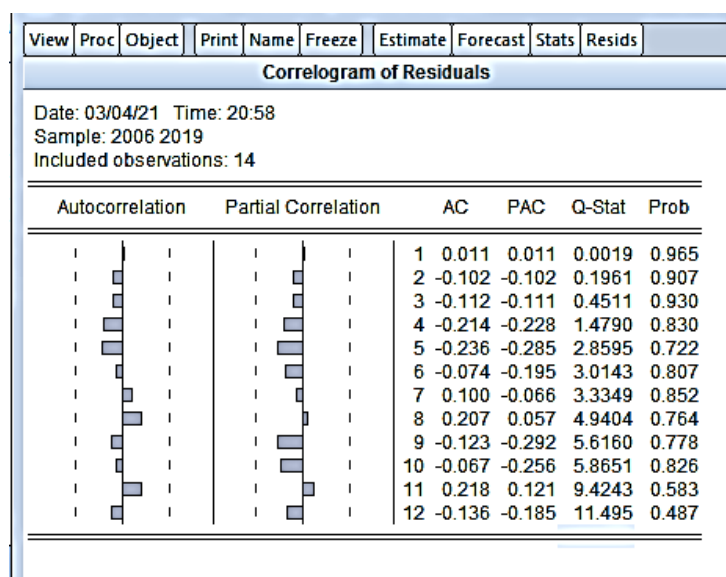 View Proc Object Print Name Freeze Estimate Forecast Stats Resids
Correlogram of Residuals
Date: 03/04/21 Time: 20:58
Sample: 2006 2019
Included observations: 14
Autocorrelation Partial Correlation AC PAC Q-Stat Prob
1 0.011 0.011 0.0019 0.965
2 -0.102 -0.102 0.1961 0.907
3 -0.112 -0.111 0.4511 0.930
4 -0.214 -0.228 1.4790 0.830
5 -0.236 -0.285 2.8595 0.722
6 -0.074 -0.195 3.0143 0.807
7 0.100 -0.066 3.3349 0.852
8 0.207 0.057 4.9404 0.764
9 -0.123 -0.292 5.6160 0.778
10 -0.067 -0.256 5.8651 0.826
11 0.218 0.121 9.4243 0.583
12 -0.136 -0.185 11.495 0.487